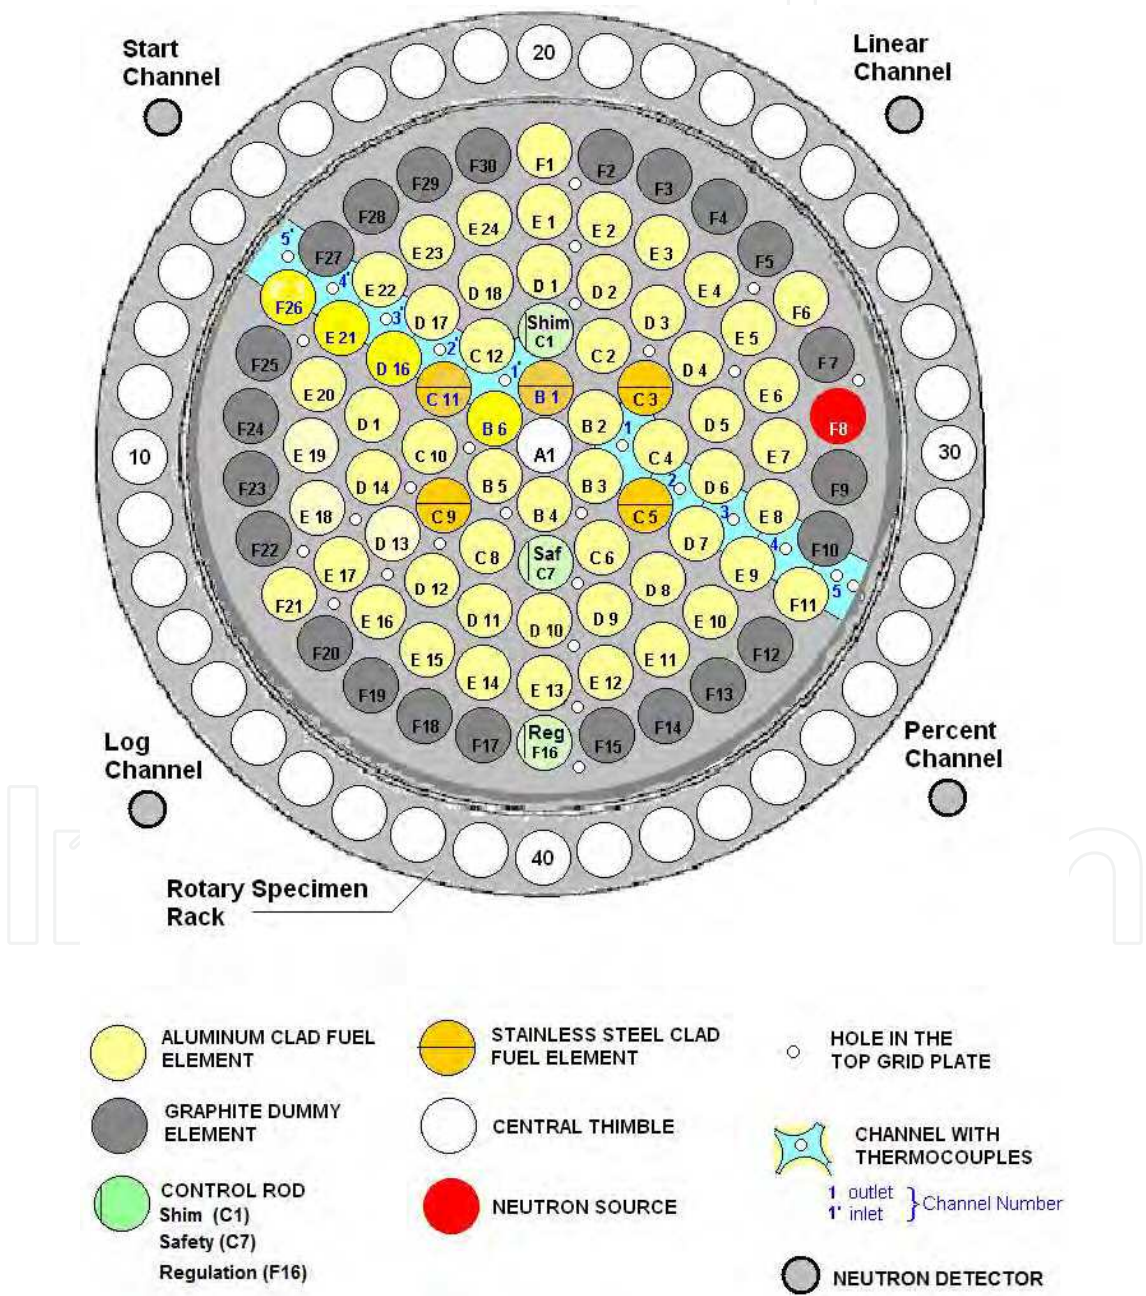 Start
Channel
Linear
Channel
20
F30 F1 F2
F29 F3
F28 F4
E 24 E 1 E 2
5' F27 E 23 E 3 F5
4' E 22 D 18 D 1 D 2 E 4
F26 3' D 17 Shim D 3 F6
E 21 2' C 12 C1 C 2 E 5
F25 D 16 1' D 4 F7
E 20 C 11 B 1 C 3 E 6
F24 D 1 B 6 B 2 1 D 5 F8
10 E 19 C 10 A1 C 4 E 7 30
F23 D 14 B 5 B 3 2 D 6 F9
E 18 C 9 B 4 C 5 3 E 8
F22 D 13 C 8 Saf C 6 D 7 4 F10
E 17 D 12 C7 D 8 E 9 5
F21 E 16 D 11 D 10 D 9 E 10 F11
F20 E 15 E 11 F12
F19 E 14 E 13 E 12 F13
F18 F17 Reg F15 F14
F16
Log
Channel
Percent
Channel
40
Rotary Specimen
Rack
ALUMINUM CLAD FUEL
ELEMENT
STAINLESS STEEL CLAD
FUEL ELEMENT
HOLE IN THE
TOP GRID PLATE
GRAPHITE DUMMY
ELEMENT
CENTRAL THIMBLE
CHANNEL WITH
THERMOCOUPLES
1 outlet
1' inlet
Channel Number
CONTROL ROD
Shim (C1)
Safety (C7)
Regulation (F16)
NEUTRON SOURCE
NEUTRON DETECTOR